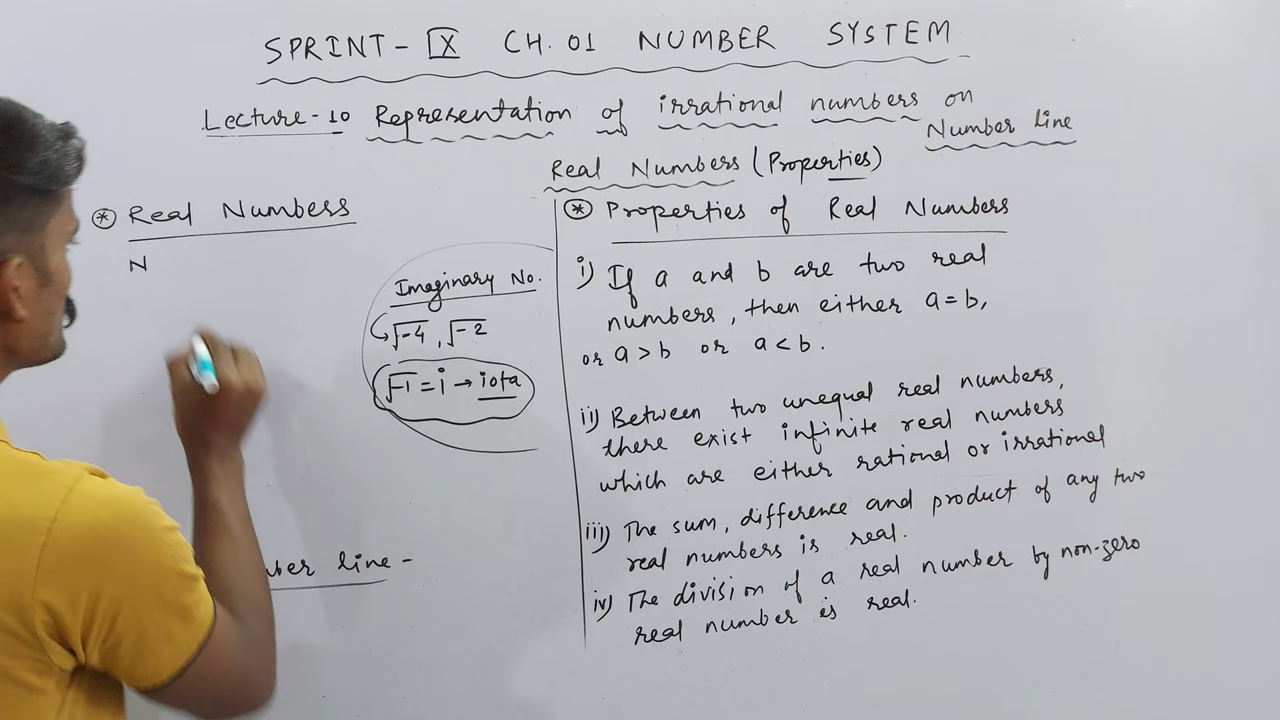 SPRINT - IX CH. 01 NUMBER SYSTEM
Lecture - 10 Representation of irrational numbers on
Number line
Real Numbers (Properties)
* Real Numbers
N
Imaginary No.
√-4, √-2
√-1 = i → iota
line -
* Properties of Real Numbers
i) If a and b are two real
numbers, then either a = b,
or a > b or a < b.
ii) Between two unequal real numbers,
there exist infinite real numbers
which are either rational or irrational
iii) The sum, difference and product of any two
real numbers is real.
iv) The division of a real number by non-zero
real number is real.